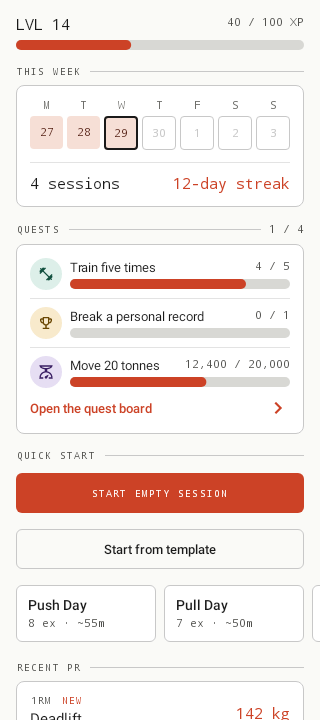 LVL 14
40 / 100 XP
THIS WEEK
M T W T F S S
27 28 29 30 1 2 3
4 sessions 12-day streak
QUESTS 1 / 4
Train five times 4 / 5
Break a personal record 0 / 1
Move 20 tonnes 12,400 / 20,000
Open the quest board
QUICK START
START EMPTY SESSION
Start from template
Push Day
8 ex · ~55m
Pull Day
7 ex · ~50m
RECENT PR
1RM NEW
Deadlift
142 kg